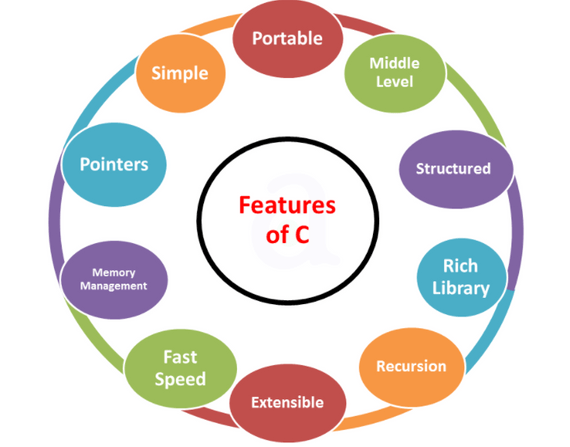 Portable
Middle
Level
Structured
Rich
Library
Recursion
Extensible
Fast
Speed
Memory
Management
Pointers
Simple
Features
of C